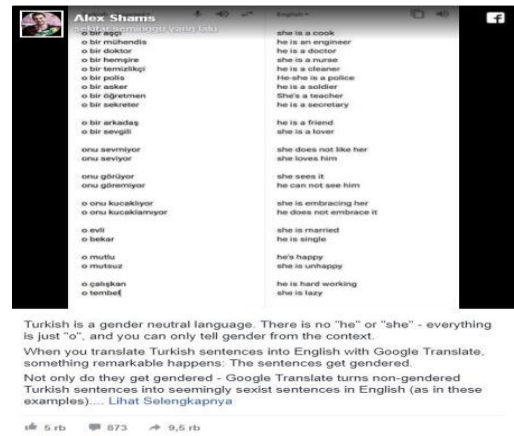 Alex Shams
English
o bir aşçı she is a cook
o bir mühendis he is an engineer
o bir doktor he is a doctor
o bir hemşire she is a nurse
o bir temizlikçi he is a cleaner
o bir polis He-she is a police
o bir asker he is a soldier
o bir öğretmen She's a teacher
o bir sekreter he is a secretary
o bir arkadaş he is a friend
o bir sevgili she is a lover
onu sevmiyor she does not like her
onu seviyor she loves him
onu görüyor she sees it
onu göremiyor he can not see him
o onu kucaklıyor she is embracing her
o onu kucaklamıyor he does not embrace it
o evli she is married
o bekar he is single
o mutlu he's happy
o mutsuz she is unhappy
o çalışkan he is hard working
o tembel she is lazy
Turkish is a gender neutral language. There is no "he" or "she" - everything
is just "o", and you can only tell gender from the context.
When you translate Turkish sentences into English with Google Translate,
something remarkable happens: The sentences get gendered.
Not only do they get gendered - Google Translate turns non-gendered
Turkish sentences into seemingly sexist sentences in English (as in these
examples).... Lihat Selengkapnya
5 rb 873 9,5 rb